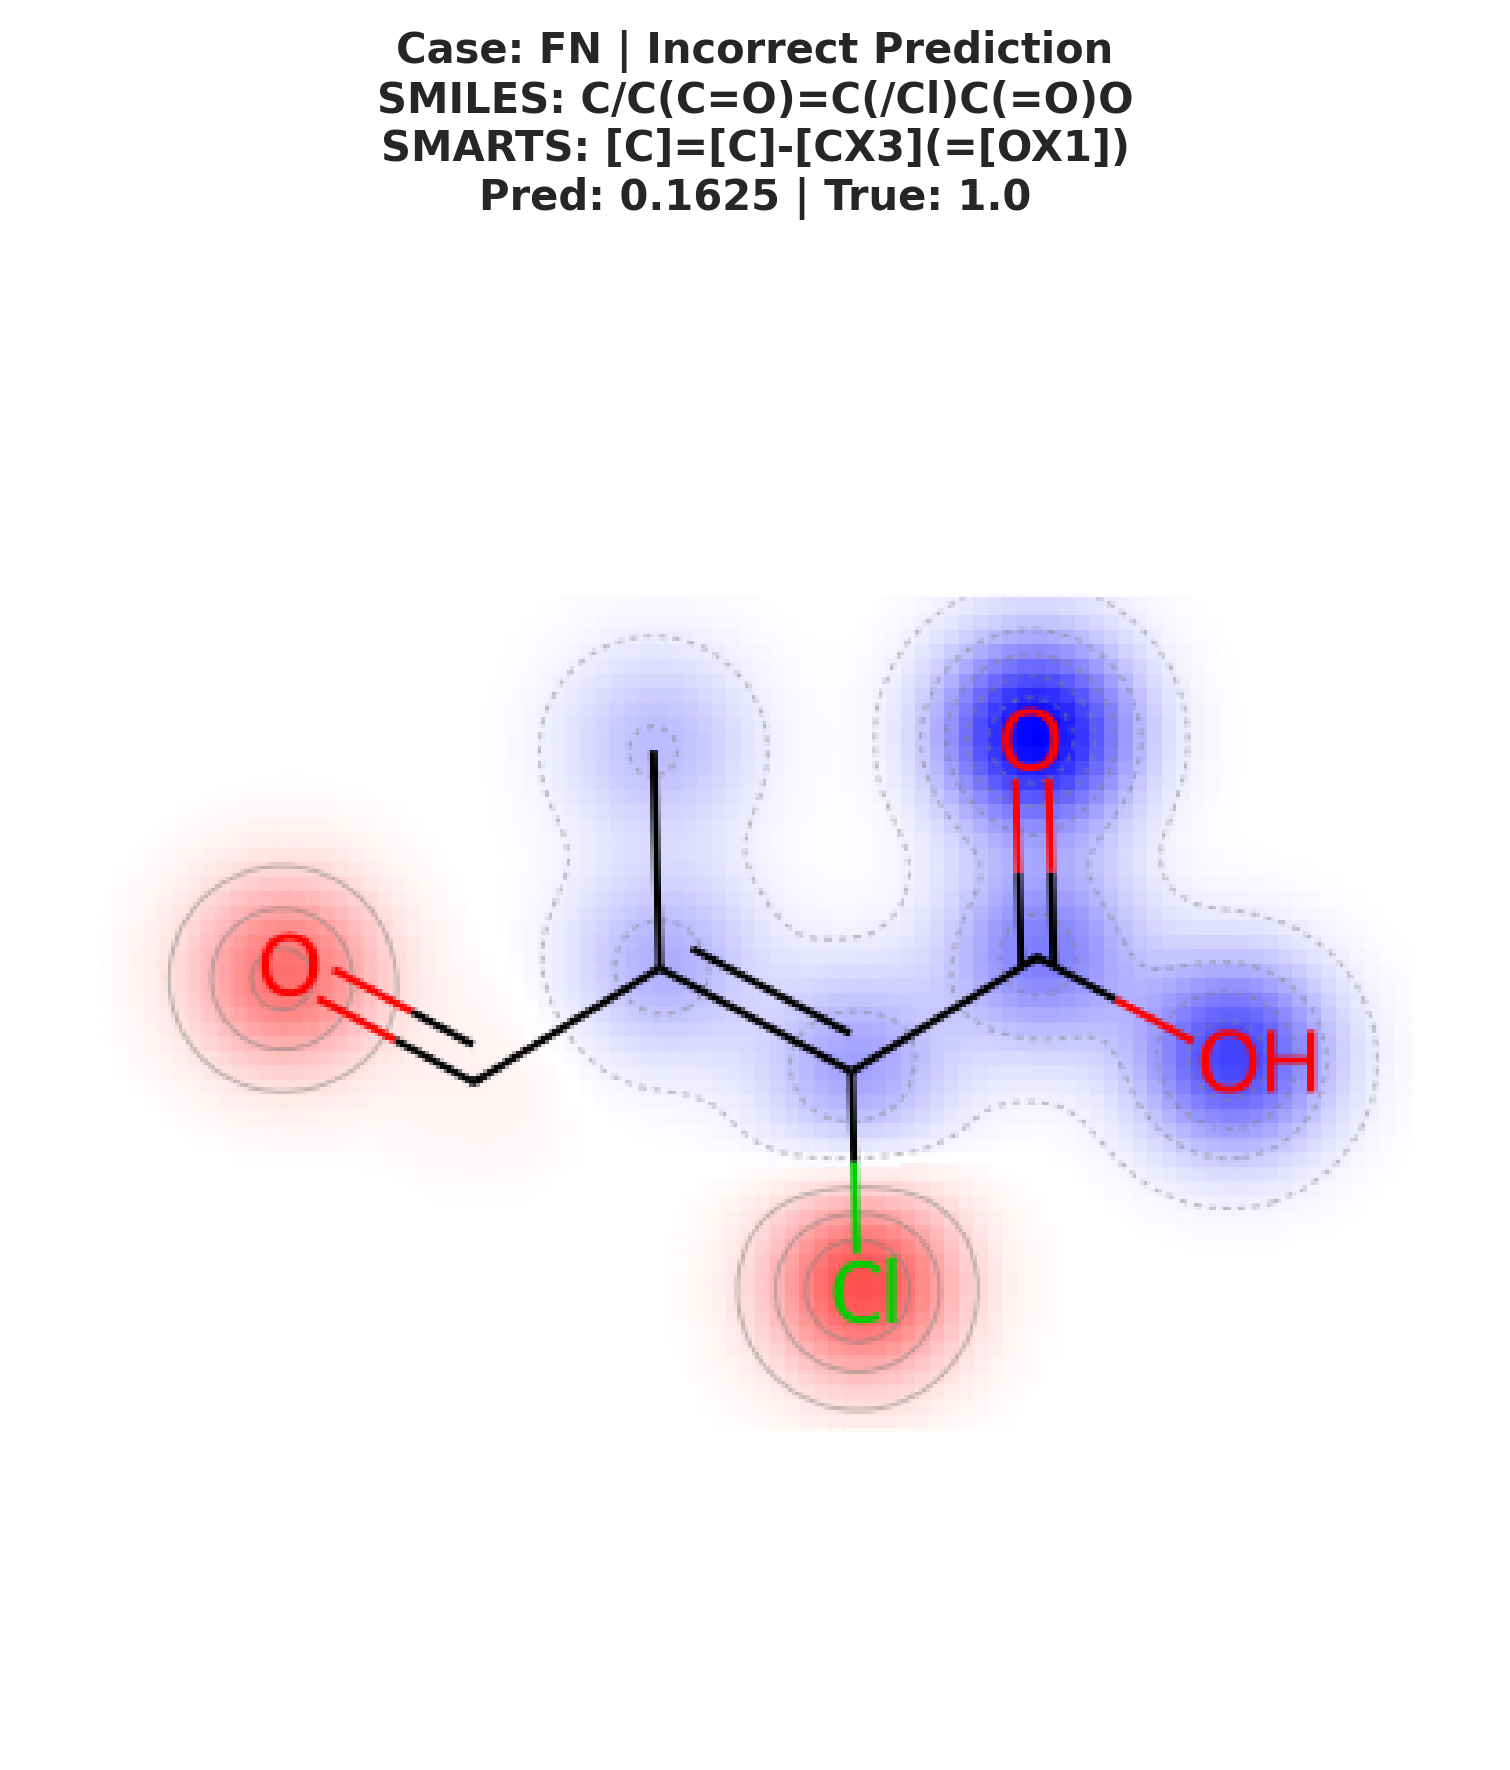 Case: FN | Incorrect Prediction
SMILES: C/C(C=O)=C(/Cl)C(=O)O
SMARTS: [C]=[C]-[CX3](=[OX1])
Pred: 0.1625 | True: 1.0
O
O
OH
Cl